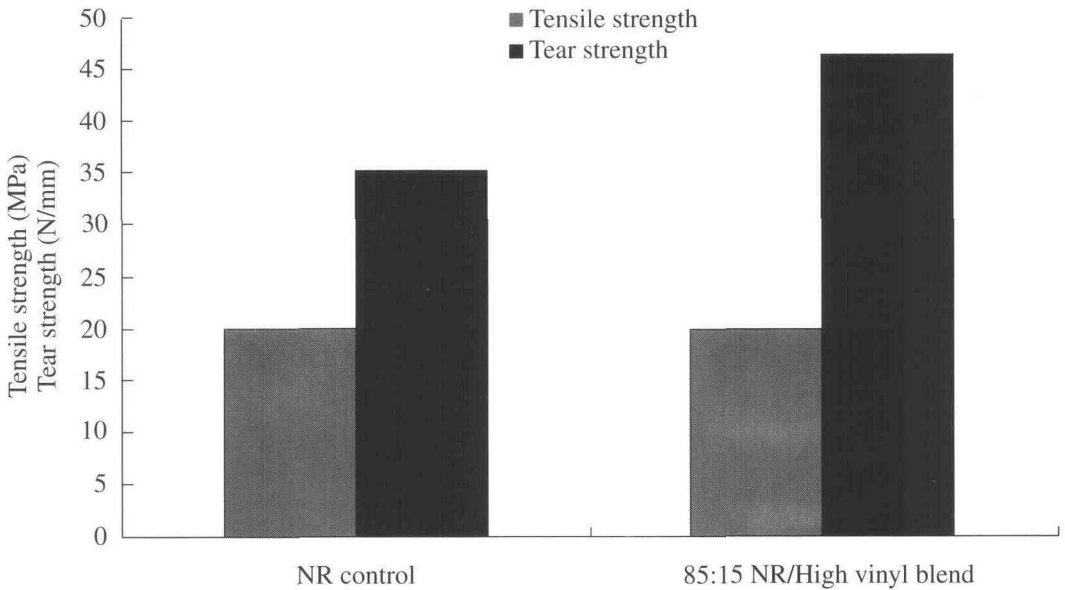 Tensile strength
Tear strength
Tensile strength (MPa)
Tear strength (N/mm)
50
45
40
35
30
25
20
15
10
5
0
NR control
85:15 NR/High vinyl blend